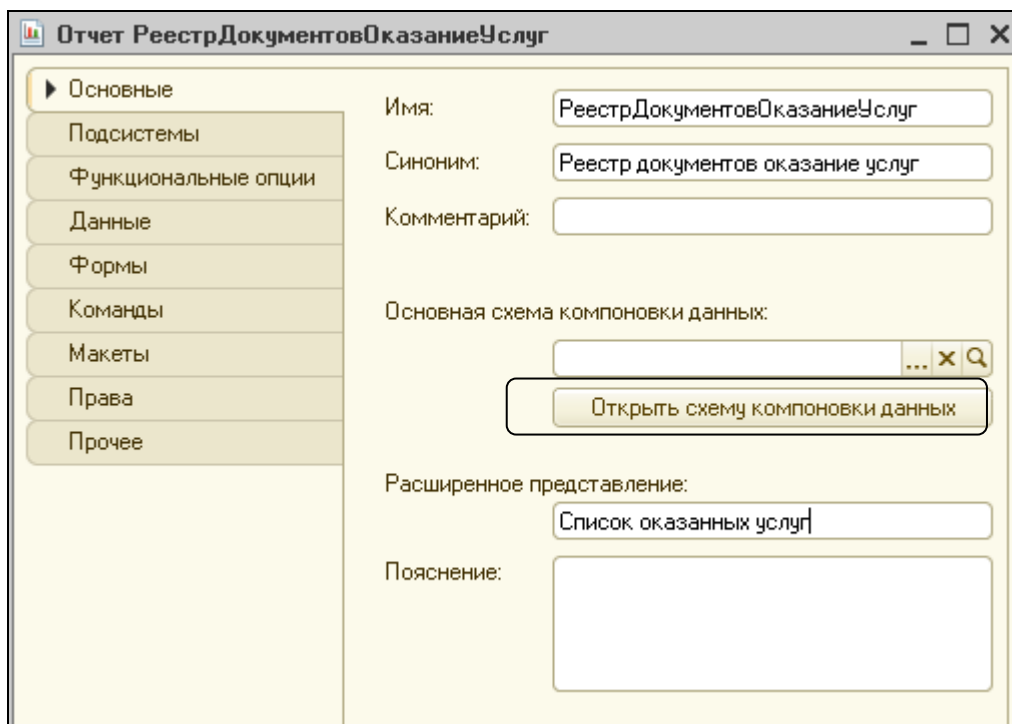 Отчет РеестрДокументовОказаниеУслуг
Основные
Подсистемы
Функциональные опции
Данные
Формы
Команды
Макеты
Права
Прочее
Имя: РеестрДокументовОказаниеУслуг
Синоним: Реестр документов оказание услуг
Комментарий:
Основная схема компоновки данных:
...
Открыть схему компоновки данных
Расширенное представление:
Список оказанных услуг
Пояснение: